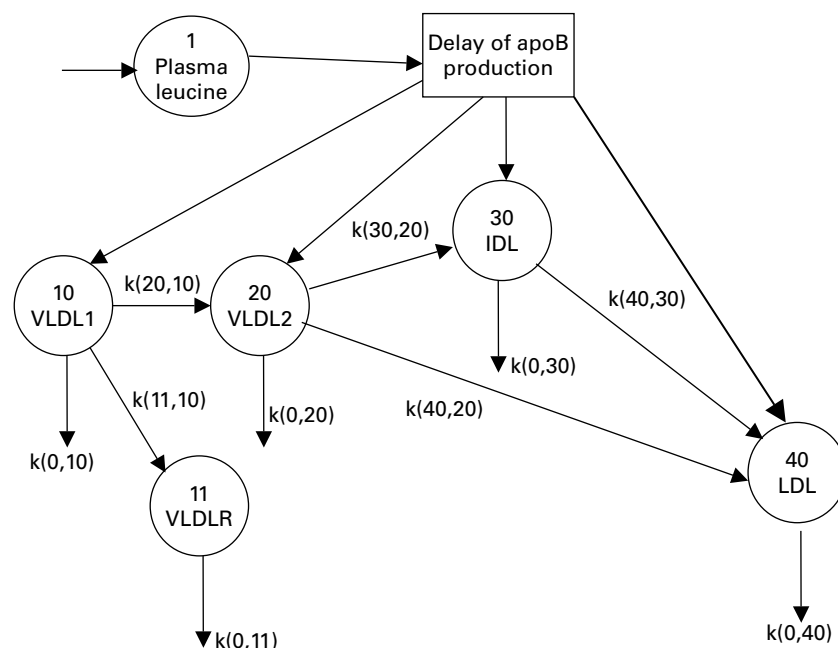 1
Plasma
leucine
Delay of apoB
production
30
IDL
k(30,20)
10
VLDL1
k(20,10)
20
VLDL2
k(40,30)
k(0,30)
k(11,10)
k(40,20)
k(0,20)
k(0,10)
40
LDL
11
VLDLR
k(0,11)
k(0,40)